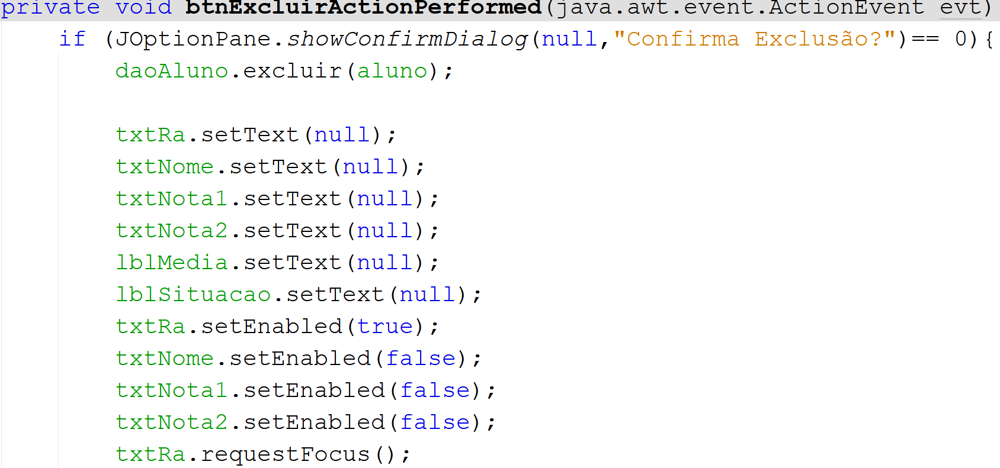 private void btnExcluirActionPerformed(java.awt.event.ActionEvent evt)
if (JOptionPane.showConfirmDialog(null,"Confirma Exclusão?")== 0){
daoAluno.excluir(aluno);
txtRa.setText(null);
txtNome.setText(null);
txtNota1.setText(null);
txtNota2.setText(null);
lblMedia.setText(null);
lblSituacao.setText(null);
txtRa.setEnabled(true);
txtNome.setEnabled(false);
txtNota1.setEnabled(false);
txtNota2.setEnabled(false);
txtRa.requestFocus();